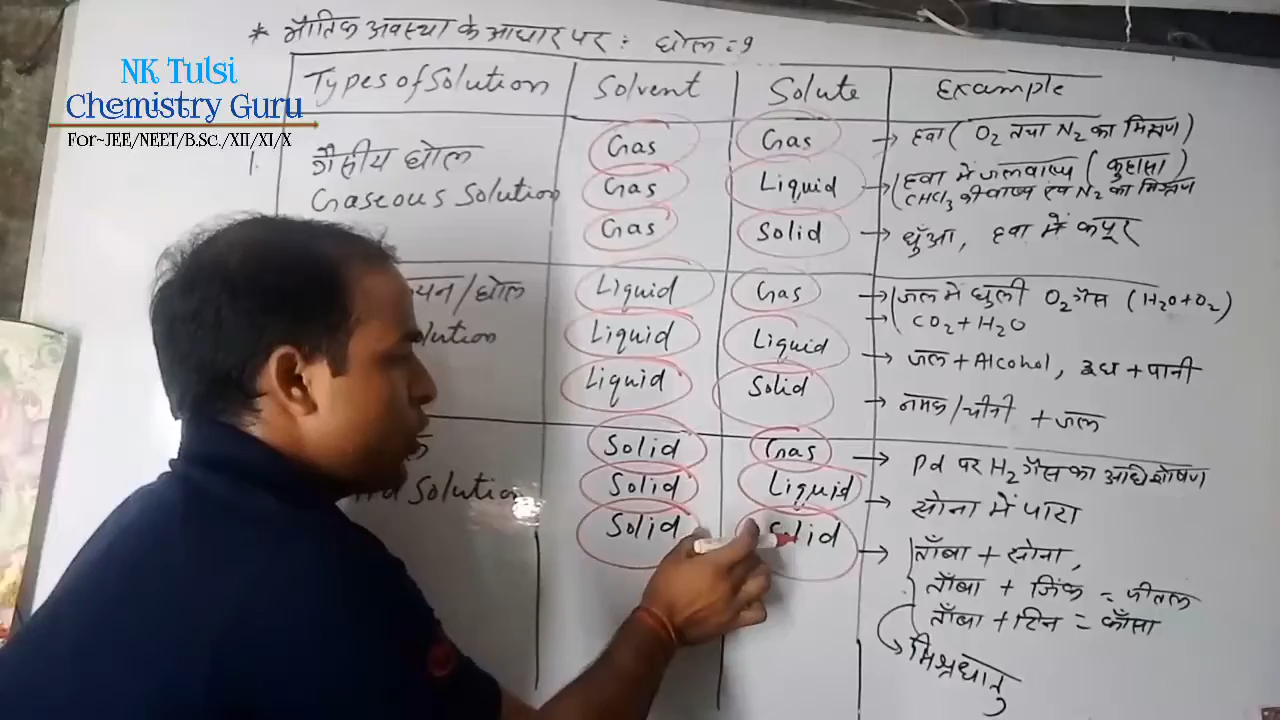 * भौतिक अवस्था के आधार पर : घोल = 9
NK Tulsi
Chemistry Guru
For~JEE/NEET/B.Sc./XII/XI/X
Types of Solution Solvent Solute Example
1. गैसीय घोल
Gaseous Solution
Gas Gas → हवा ( O₂ तथा N₂ का मिश्रण )
Gas Liquid → हवा में जलवाष्प ( कुहासा )
CHCl₃ की वाष्प एवं N₂ का मिश्रण
Gas Solid → धुँआ, हवा में कपूर
यन/घोल
Solution
Liquid Gas → जल में घुली O₂ गैस ( H₂O+O₂ )
→ CO₂ + H₂O
Liquid Liquid → जल + Alcohol, दूध + पानी
Liquid Solid → नमक/चीनी + जल
Solution
Solid Gas → Pd पर H₂ गैस का अधिशोषण
Solid Liquid → सोना में पारा
Solid Solid → ताँबा + सोना,
ताँबा + जिंक = पीतल
ताँबा + टिन = काँसा
→ मिश्रधातु